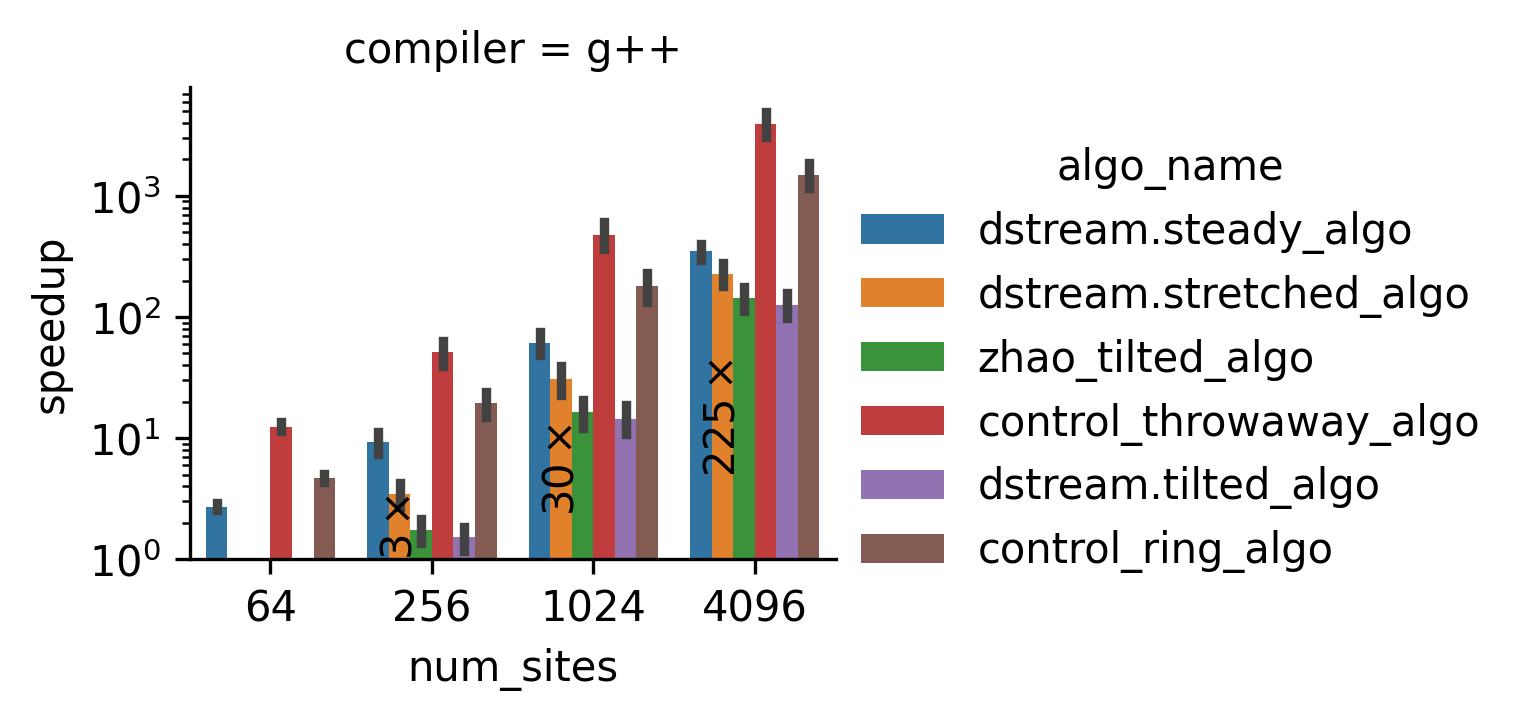 compiler = g++
speedup
10³
10²
10¹
10⁰
3 ×
30 ×
225 ×
64 256 1024 4096
num_sites
algo_name
dstream.steady_algo
dstream.stretched_algo
zhao_tilted_algo
control_throwaway_algo
dstream.tilted_algo
control_ring_algo